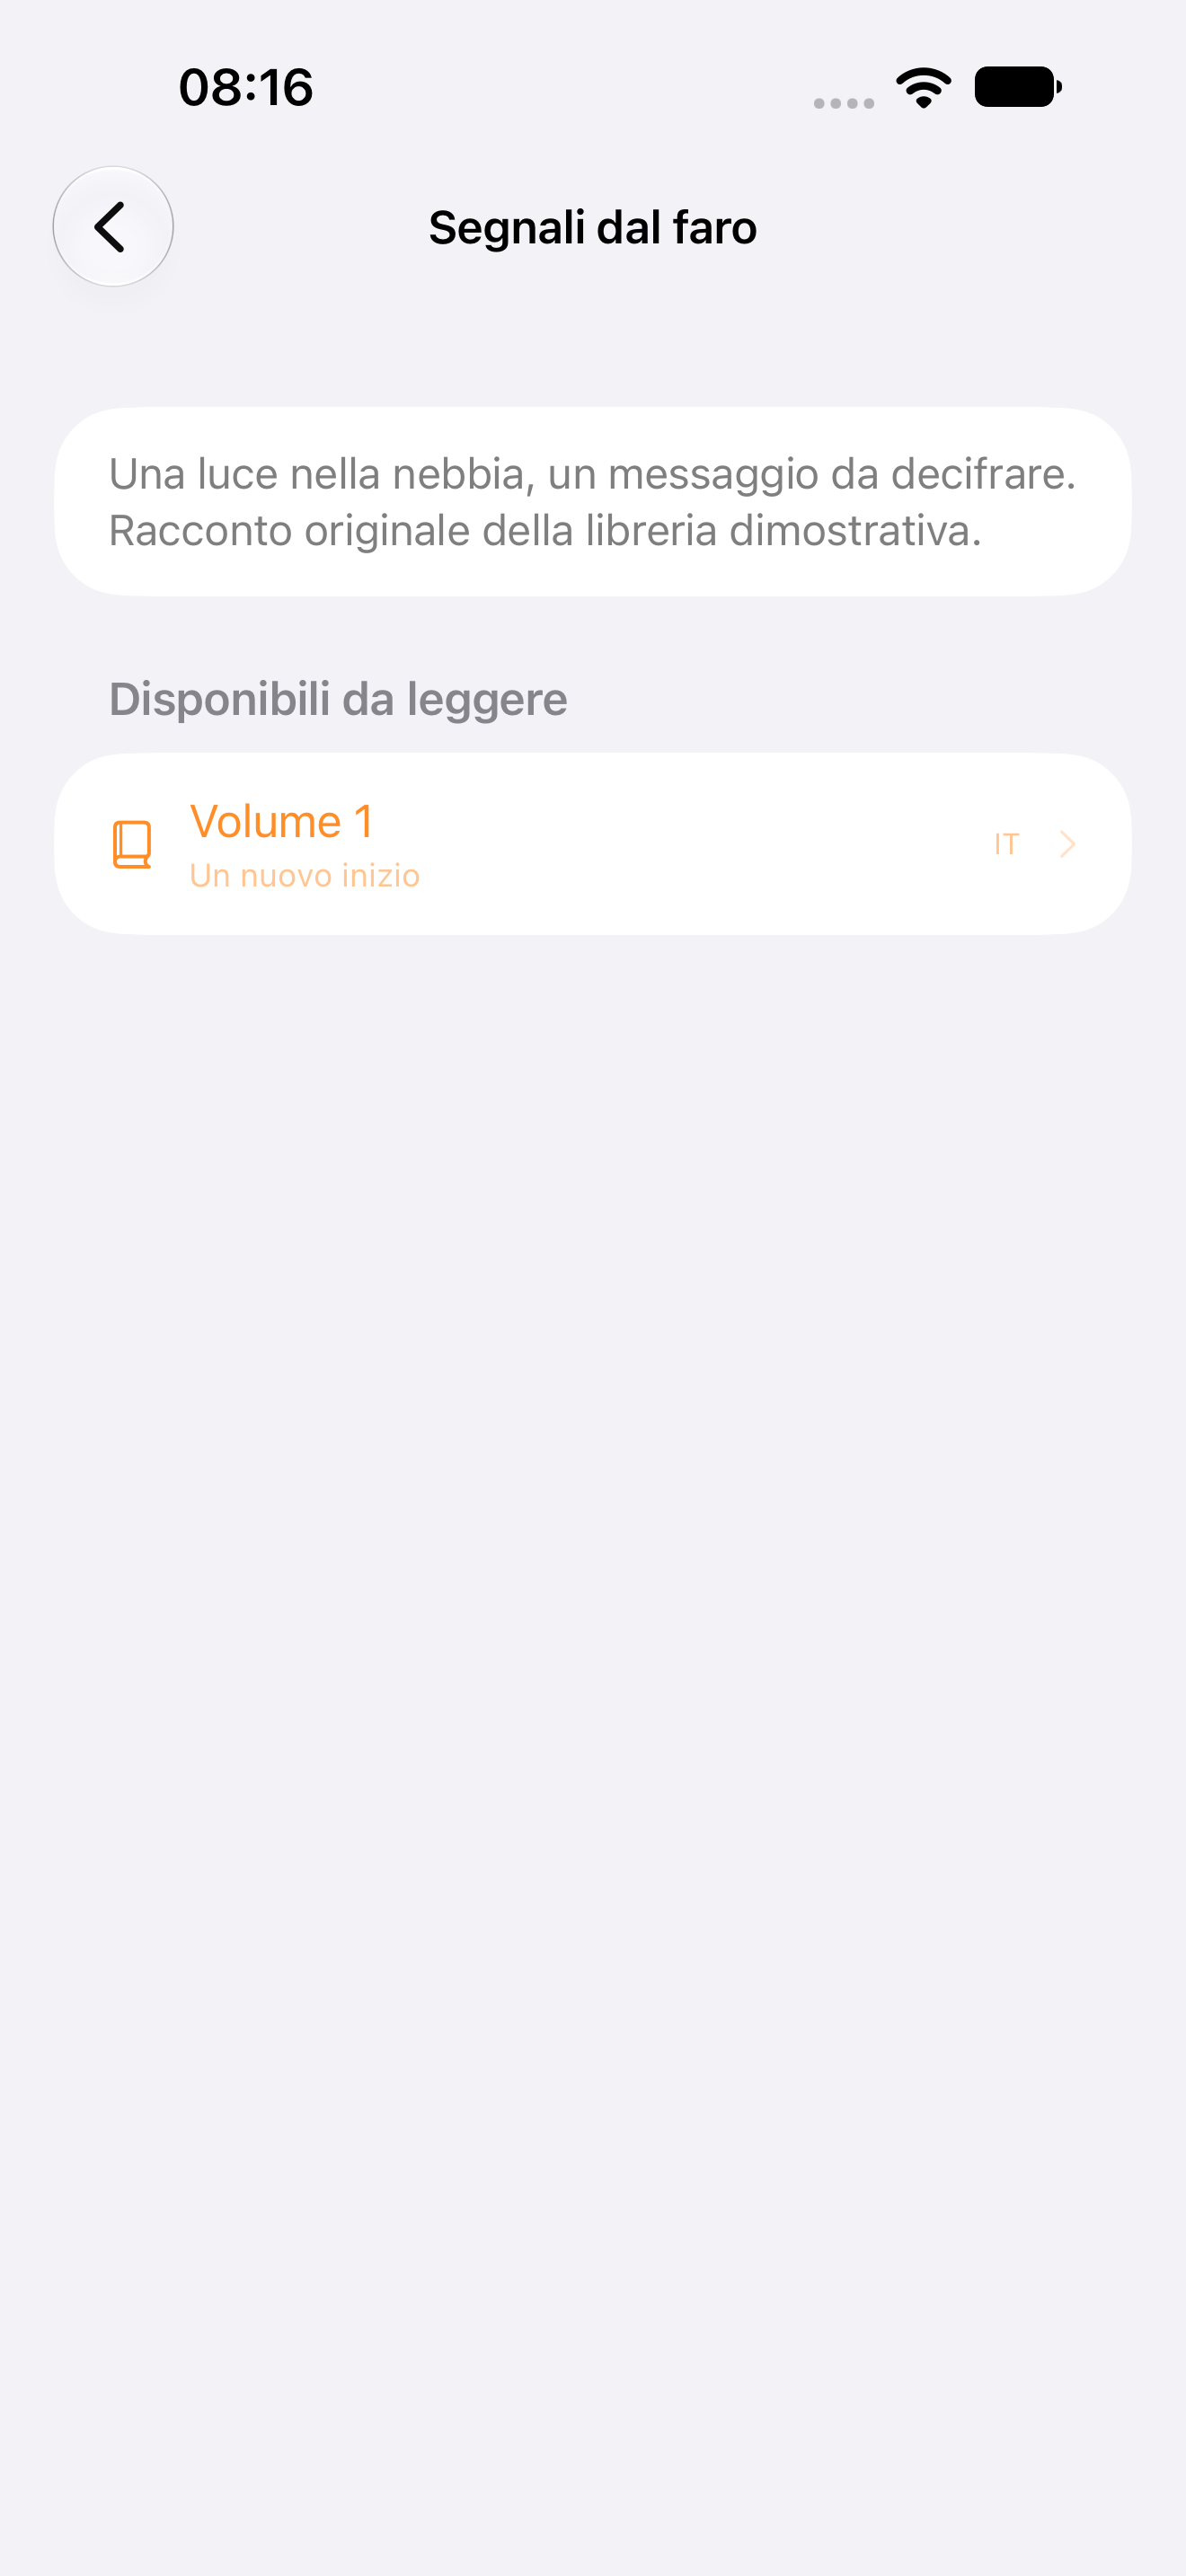 08:16
Segnali dal faro
Una luce nella nebbia, un messaggio da decifrare.
Racconto originale della libreria dimostrativa.
Disponibili da leggere
Volume 1
Un nuovo inizio
IT